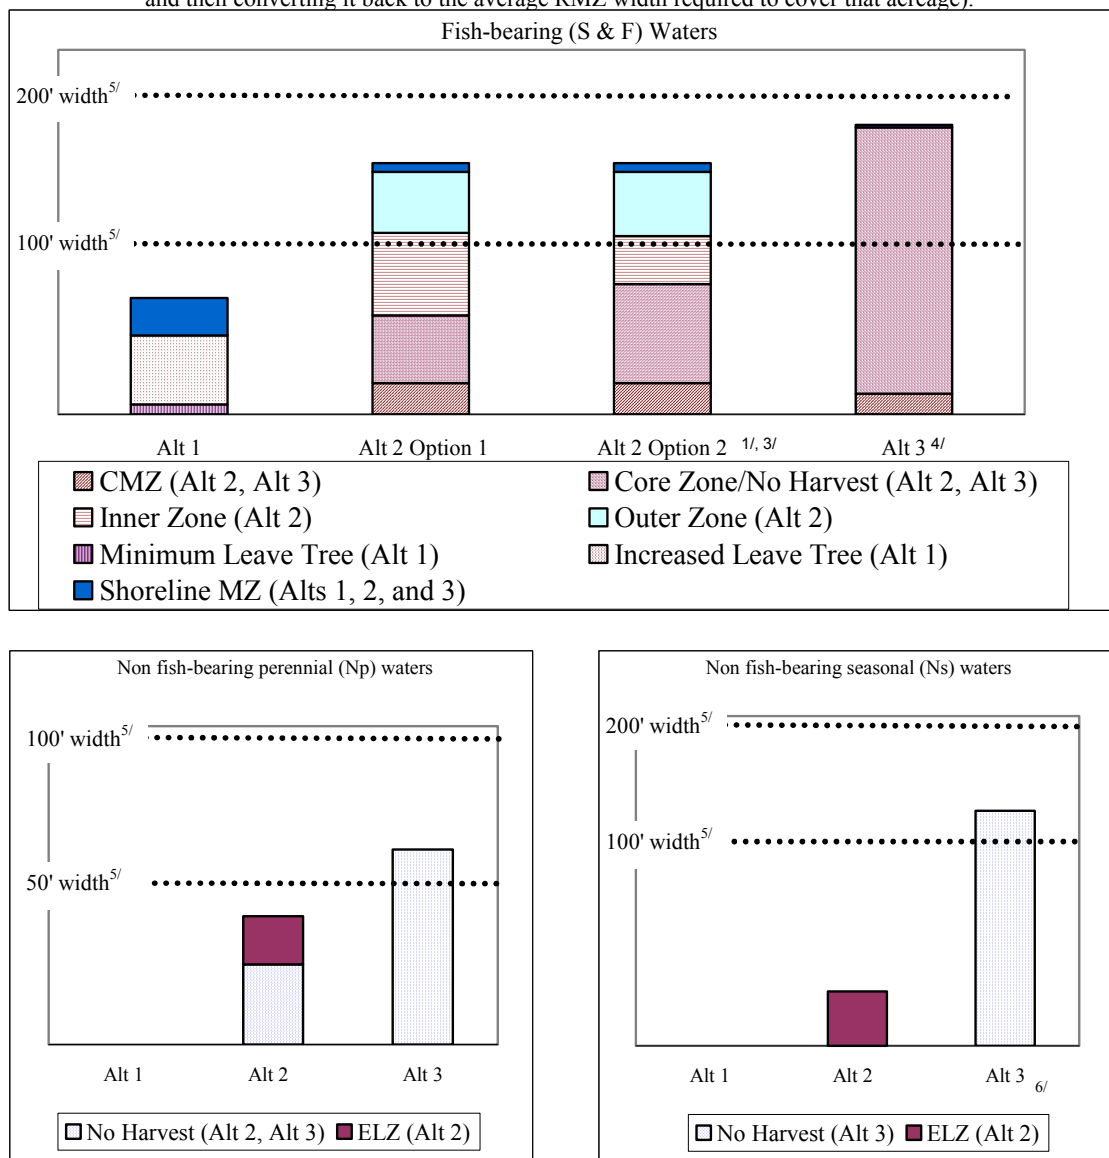 and then converting it back to the average RMZ width required to cover that acreage).
Fish-bearing (S & F) Waters
200' width5/
100' width5/
Alt 1 Alt 2 Option 1 Alt 2 Option 2 1/, 3/ Alt 3 4/
CMZ (Alt 2, Alt 3) Core Zone/No Harvest (Alt 2, Alt 3)
Inner Zone (Alt 2) Outer Zone (Alt 2)
Minimum Leave Tree (Alt 1) Increased Leave Tree (Alt 1)
Shoreline MZ (Alts 1, 2, and 3)
Non fish-bearing perennial (Np) waters
100' width5/
50' width5/
Alt 1 Alt 2 Alt 3
No Harvest (Alt 2, Alt 3) ELZ (Alt 2)
Non fish-bearing seasonal (Ns) waters
200' width5/
100' width5/
Alt 1 Alt 2 Alt 3 6/
No Harvest (Alt 3) ELZ (Alt 2)